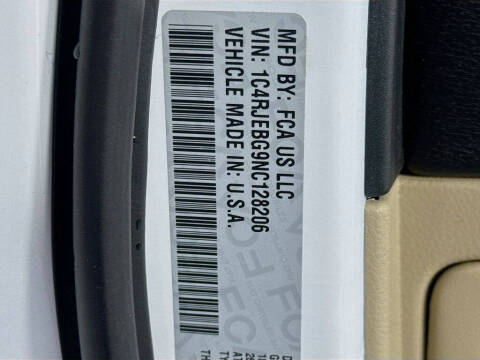 MFD BY: FCA US LLC
VIN: 1C4RJEBG9NC128206
VEHICLE MADE IN: U.S.A.